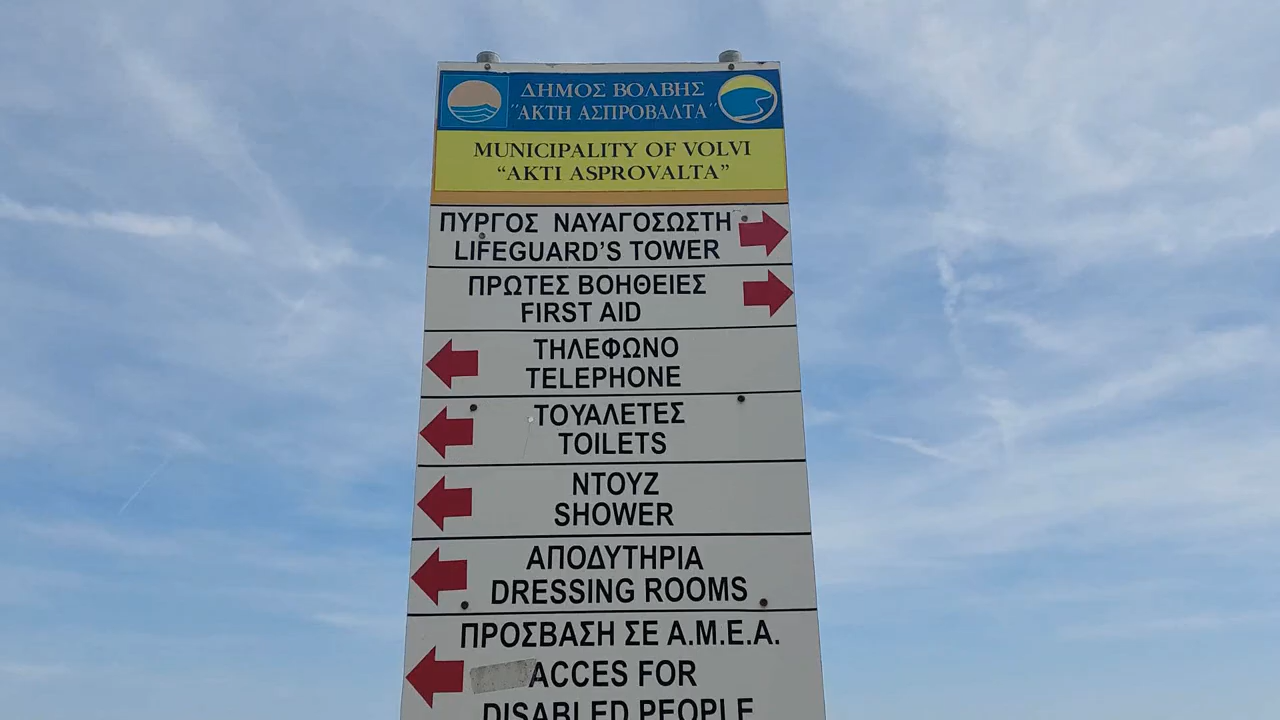 ΔΗΜΟΣ ΒΟΛΒΗΣ
"ΑΚΤΗ ΑΣΠΡΟΒΑΛΤΑ"
MUNICIPALITY OF VOLVI
“AKTI ASPROVALTA”
ΠΥΡΓΟΣ ΝΑΥΑΓΟΣΩΣΤΗ
LIFEGUARD’S TOWER
ΠΡΩΤΕΣ ΒΟΗΘΕΙΕΣ
FIRST AID
ΤΗΛΕΦΩΝΟ
TELEPHONE
ΤΟΥΑΛΕΤΕΣ
TOILETS
ΝΤΟΥΖ
SHOWER
ΑΠΟΔΥΤΗΡΙΑ
DRESSING ROOMS
ΠΡΟΣΒΑΣΗ ΣΕ Α.Μ.Ε.Α.
ACCES FOR
DISABLED PEOPLE